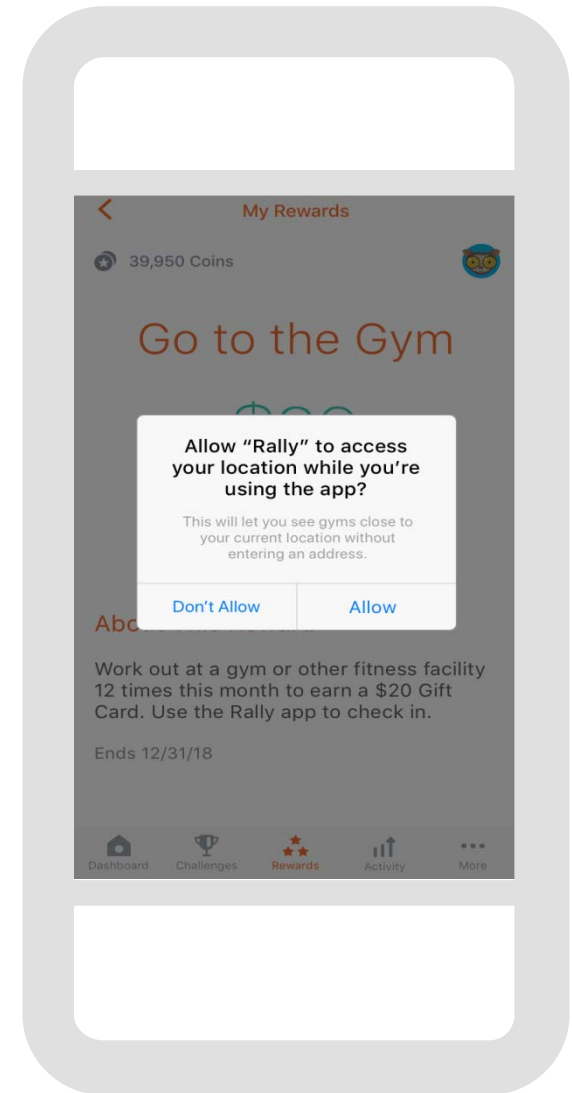 My Rewards
39,950 Coins
Go to the Gym
Allow “Rally” to access
your location while you’re
using the app?
This will let you see gyms close to
your current location without
entering an address.
Don’t Allow
Allow
Work out at a gym or other fitness facility
12 times this month to earn a $20 Gift
Card. Use the Rally app to check in.
Ends 12/31/18
Dashboard
Challenges
Rewards
Activity
More